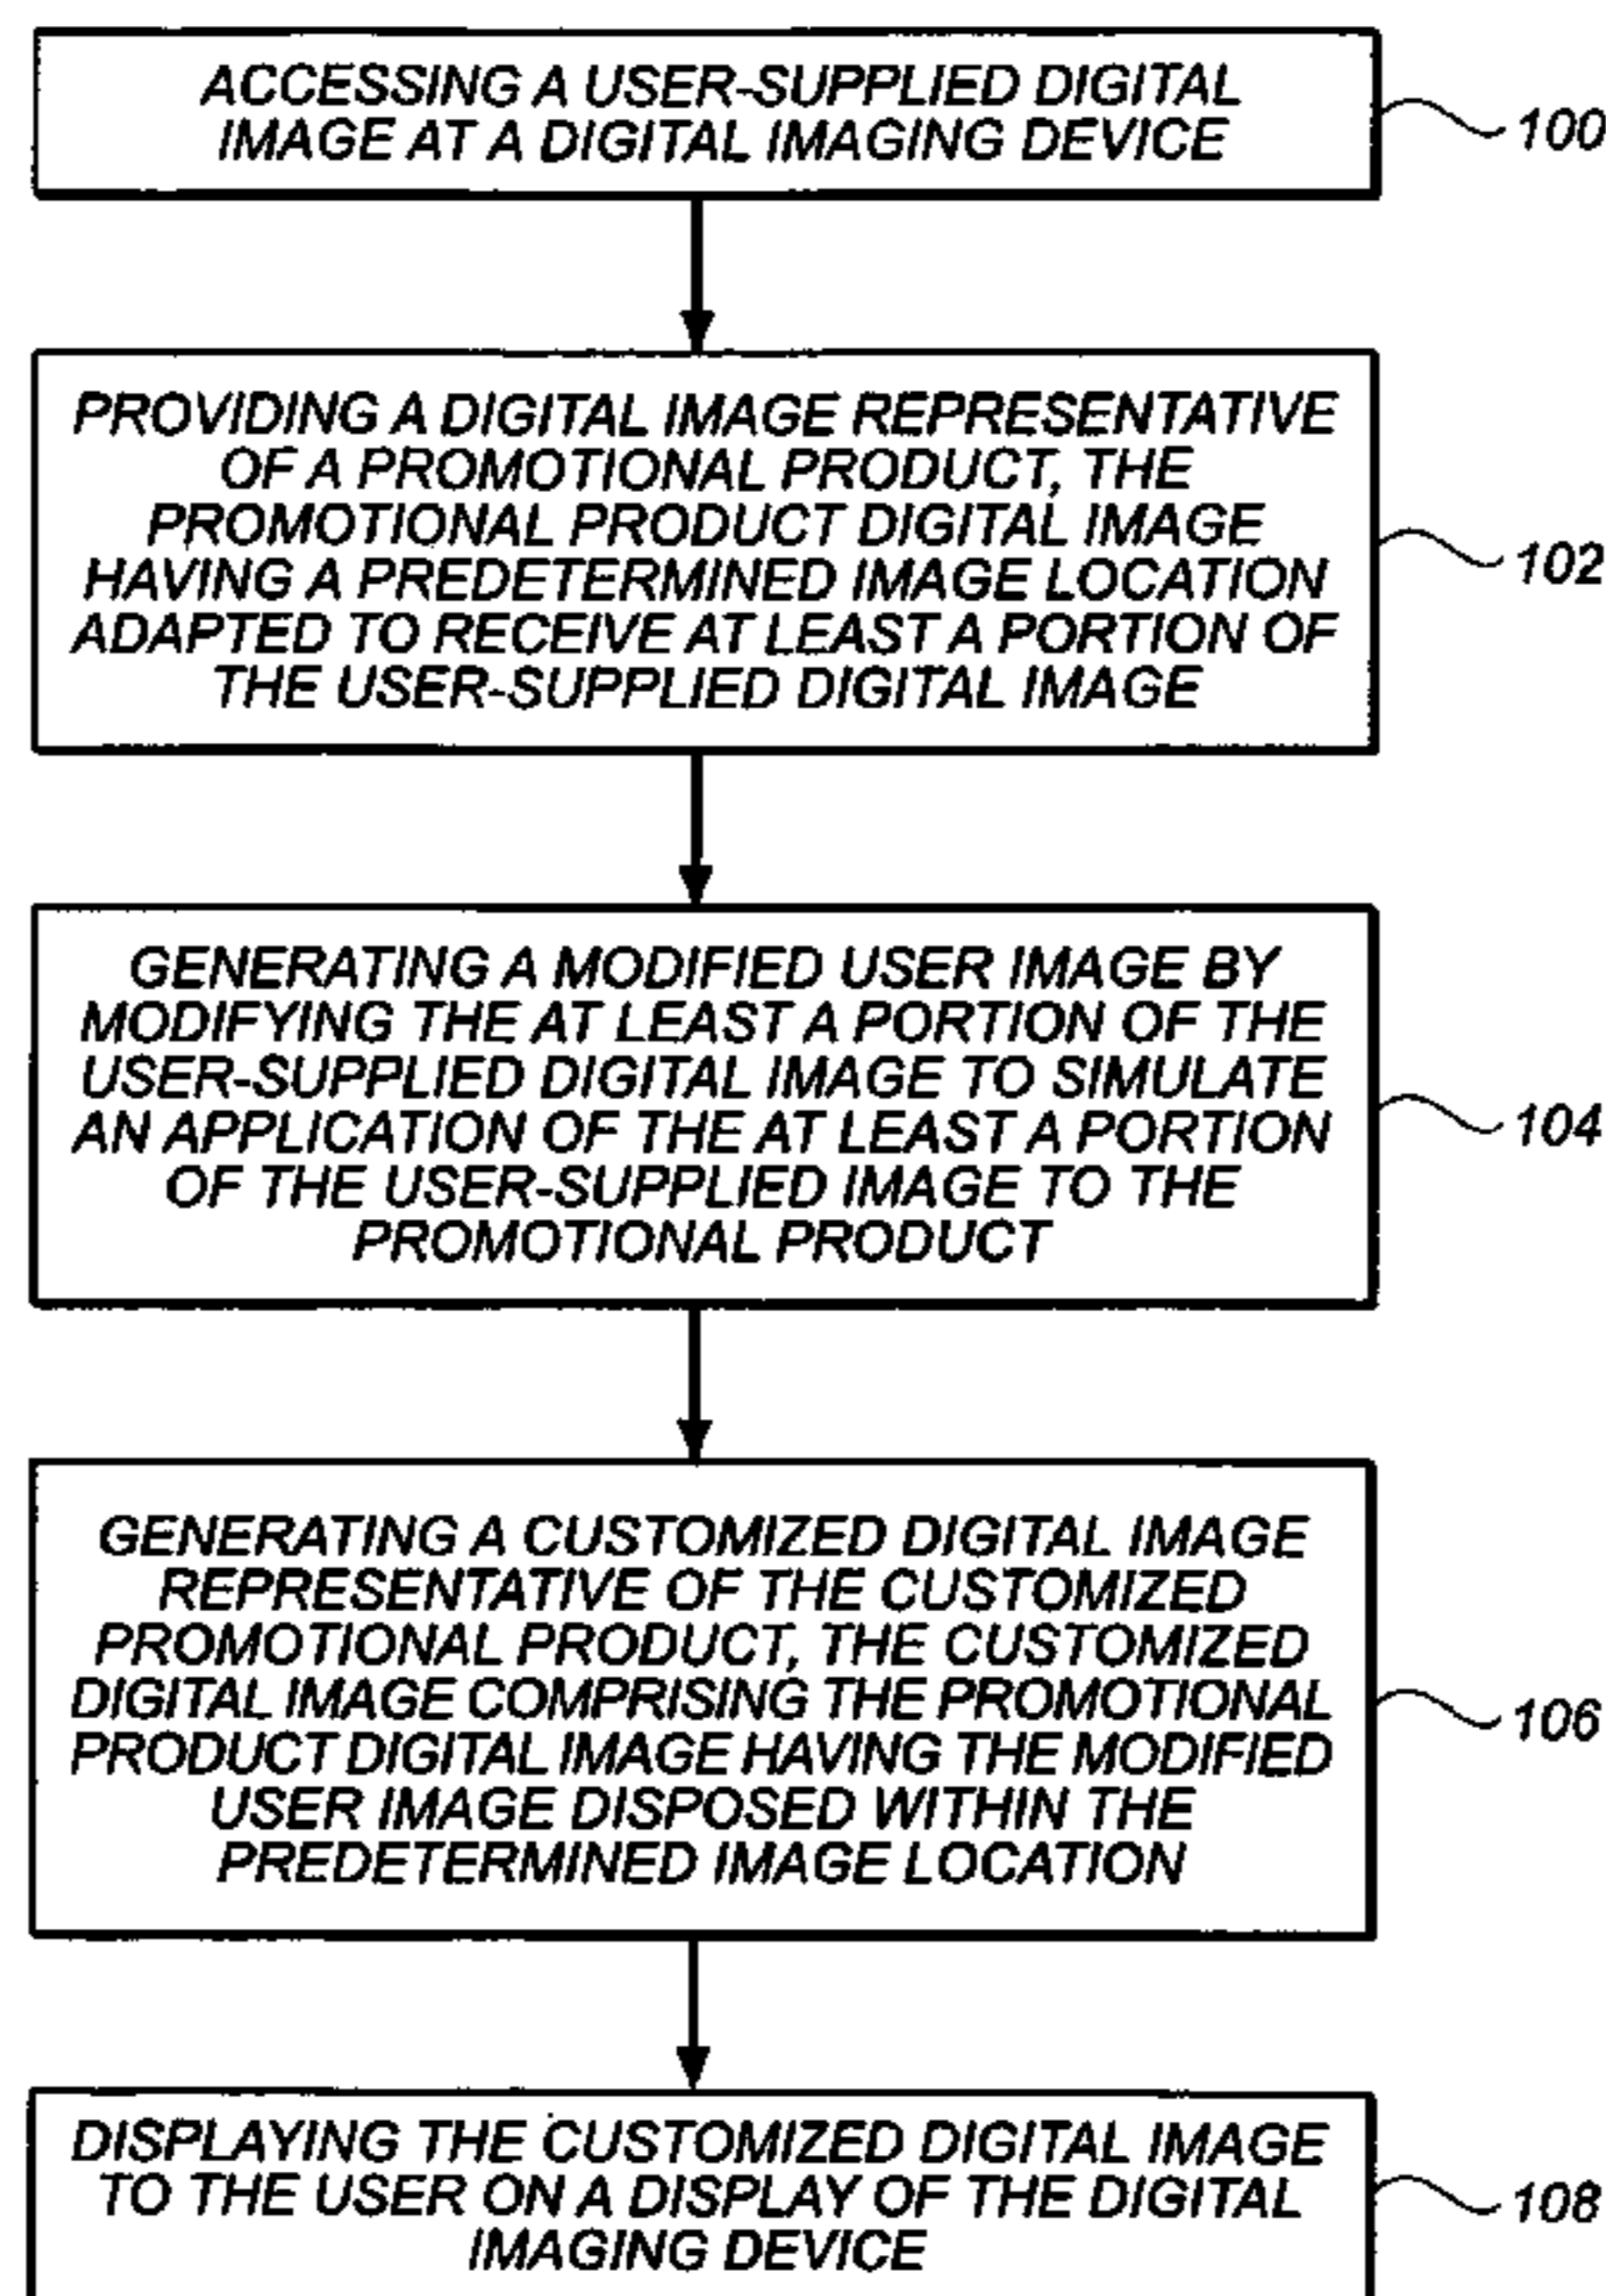 ACCESSING A USER-SUPPLIED DIGITAL
IMAGE AT A DIGITAL IMAGING DEVICE
100
PROVIDING A DIGITAL IMAGE REPRESENTATIVE
OF A PROMOTIONAL PRODUCT, THE
PROMOTIONAL PRODUCT DIGITAL IMAGE
HAVING A PREDETERMINED IMAGE LOCATION
ADAPTED TO RECEIVE AT LEAST A PORTION OF
THE USER-SUPPLIED DIGITAL IMAGE
102
GENERATING A MODIFIED USER IMAGE BY
MODIFYING THE AT LEAST A PORTION OF THE
USER-SUPPLIED DIGITAL IMAGE TO SIMULATE
AN APPLICATION OF THE AT LEAST A PORTION
OF THE USER-SUPPLIED IMAGE TO THE
PROMOTIONAL PRODUCT
104
GENERATING A CUSTOMIZED DIGITAL IMAGE
REPRESENTATIVE OF THE CUSTOMIZED
PROMOTIONAL PRODUCT, THE CUSTOMIZED
DIGITAL IMAGE COMPRISING THE PROMOTIONAL
PRODUCT DIGITAL IMAGE HAVING THE MODIFIED
USER IMAGE DISPOSED WITHIN THE
PREDETERMINED IMAGE LOCATION
106
DISPLAYING THE CUSTOMIZED DIGITAL IMAGE
TO THE USER ON A DISPLAY OF THE DIGITAL
IMAGING DEVICE
108